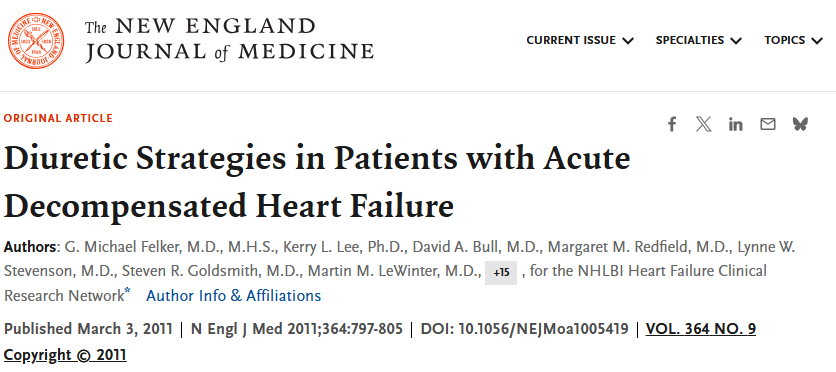 The NEW ENGLAND
JOURNAL of MEDICINE
CURRENT ISSUE
SPECIALTIES
TOPICS
ORIGINAL ARTICLE
Diuretic Strategies in Patients with Acute
Decompensated Heart Failure
Authors: G. Michael Felker, M.D., M.H.S., Kerry L. Lee, Ph.D., David A. Bull, M.D., Margaret M. Redfield, M.D., Lynne W.
Stevenson, M.D., Steven R. Goldsmith, M.D., Martin M. LeWinter, M.D., +15 , for the NHLBI Heart Failure Clinical
Research Network* Author Info & Affiliations
Published March 3, 2011 | N Engl J Med 2011;364:797-805 | DOI: 10.1056/NEJMoa1005419 | VOL. 364 NO. 9
Copyright © 2011